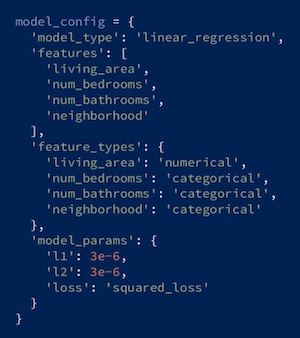 model_config = {
  'model_type': 'linear_regression',
  'features': [
    'living_area',
    'num_bedrooms',
    'num_bathrooms',
    'neighborhood'
  ],
  'feature_types': {
    'living_area': 'numerical',
    'num_bedrooms': 'categorical',
    'num_bathrooms': 'categorical',
    'neighborhood': 'categorical'
  },
  'model_params': {
    'l1': 3e-6,
    'l2': 3e-6,
    'loss': 'squared_loss'
  }
}